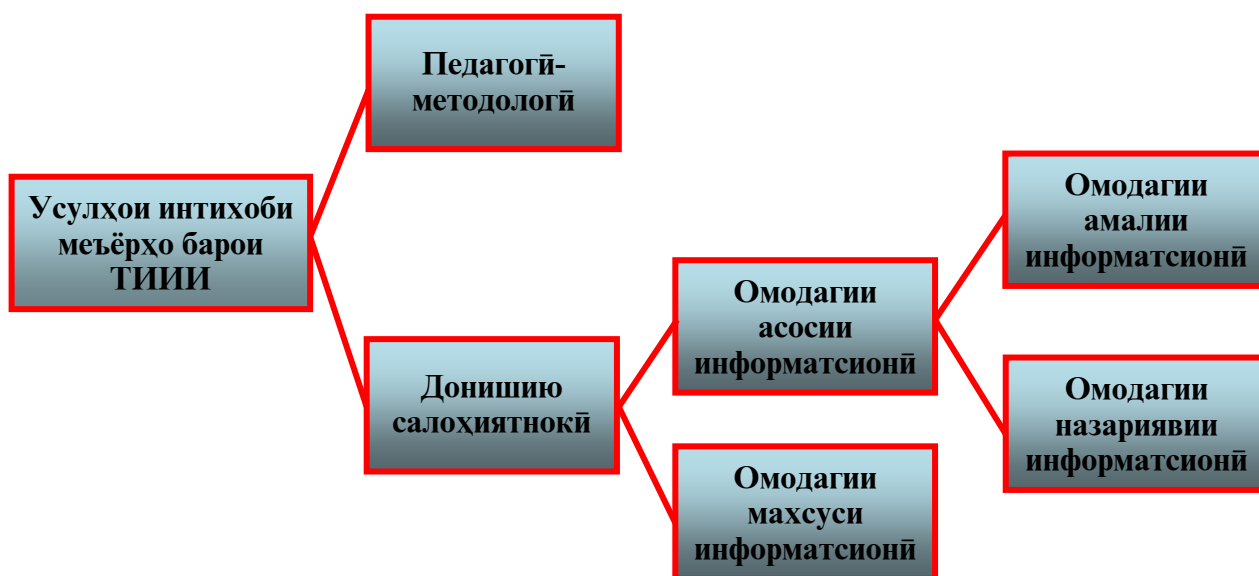 Усулҳои интихоби
меъёрҳо барои
ТИИИ
Педагогӣ-
методологӣ
Донишию
салоҳиятнокӣ
Омодагии
асосии
информатсионӣ
Омодагии
махсуси
информатсионӣ
Омодагии
амалии
информатсионӣ
Омодагии
назариявии
информатсионӣ